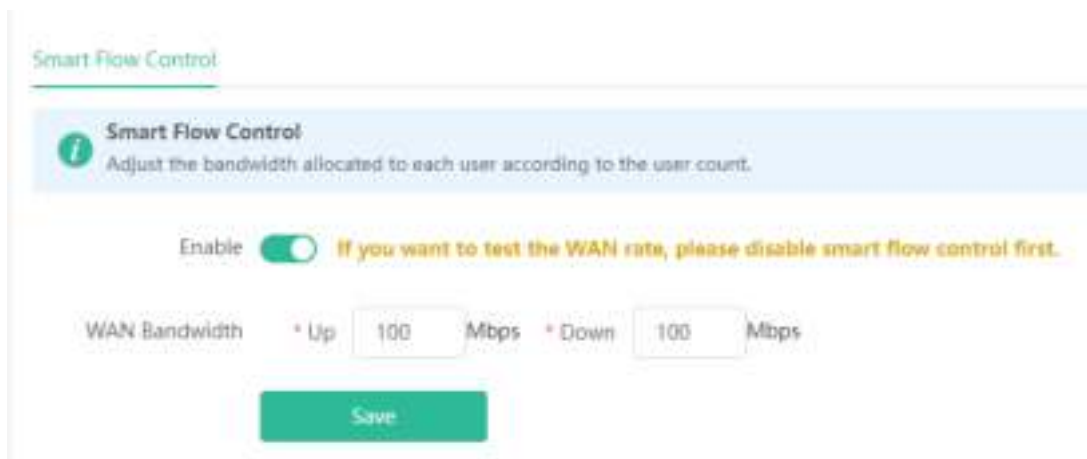 Smart Flow Control
Smart Flow Control
Adjust the bandwidth allocated to each user according to the user count.
Enable If you want to test the WAN rate, please disable smart flow control first.
WAN Bandwidth * Up 100 Mbps * Down 100 Mbps
Save